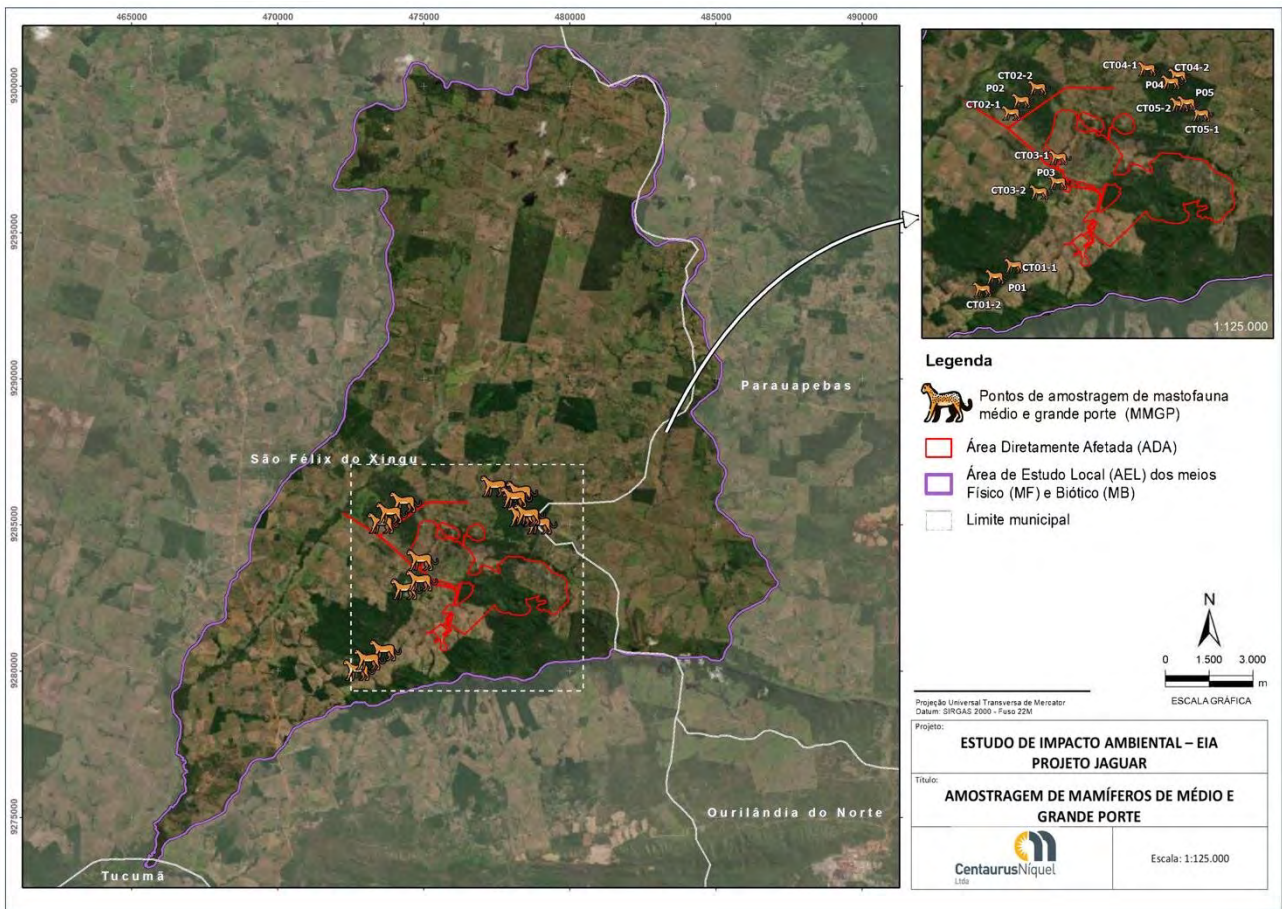 465000
470000
475000
480000
485000
490000
9300000
9295000
9290000
9285000
9280000
9275000
São Félix do Xingu
Parauapebas
Ourilândia do Norte
Tucumã
CT04-1
CT04-2
CT02-2
P04
P02
P05
CT02-1
CT05-2
CT05-1
CT03-1
P03
CT03-2
CT01-1
P01
CT01-2
1:125.000
Legenda
Pontos de amostragem de mastofauna
médio e grande porte (MMGP)
Área Diretamente Afetada (ADA)
Área de Estudo Local (AEL) dos meios
Físico (MF) e Biótico (MB)
Limite municipal
N
0 1.500 3.000
m
ESCALA GRÁFICA
Projeção Universal Transversa de Mercator
Datum: SIRGAS 2000 - Fuso 22M
Projeto:
ESTUDO DE IMPACTO AMBIENTAL – EIA
PROJETO JAGUAR
Título:
AMOSTRAGEM DE MAMÍFEROS DE MÉDIO E
GRANDE PORTE
CentaurusNíquel
Ltda
Escala: 1:125.000